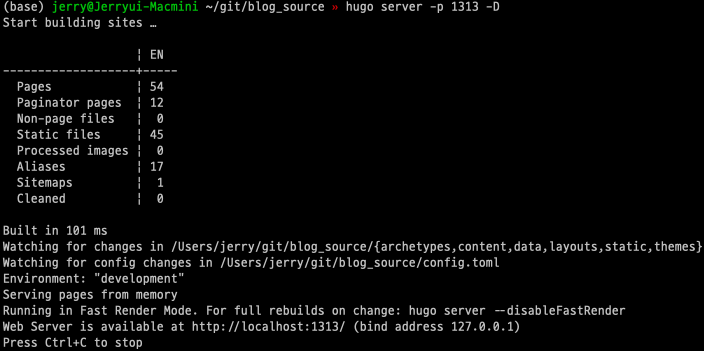 (base) jerry@Jerryui-Macmini ~/git/blog_source » hugo server -p 1313 -D
Start building sites …
                   | EN
-------------------+-----
  Pages            | 54
  Paginator pages  | 12
  Non-page files   |  0
  Static files     | 45
  Processed images |  0
  Aliases          | 17
  Sitemaps         |  1
  Cleaned          |  0
Built in 101 ms
Watching for changes in /Users/jerry/git/blog_source/{archetypes,content,data,layouts,static,themes}
Watching for config changes in /Users/jerry/git/blog_source/config.toml
Environment: "development"
Serving pages from memory
Running in Fast Render Mode. For full rebuilds on change: hugo server --disableFastRender
Web Server is available at http://localhost:1313/ (bind address 127.0.0.1)
Press Ctrl+C to stop